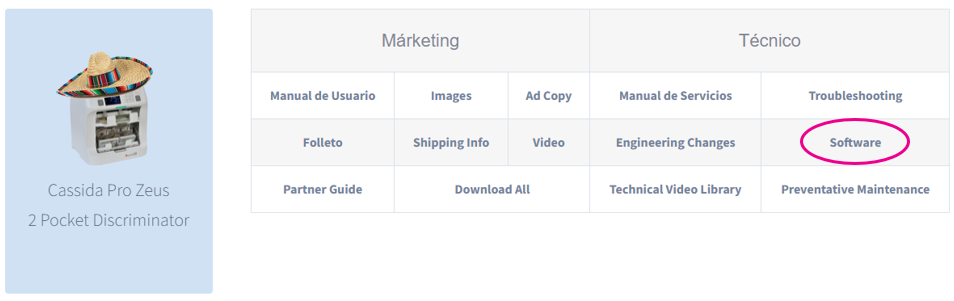 Cassida Pro Zeus
2 Pocket Discriminator
Márketing Técnico
Manual de Usuario Images Ad Copy Manual de Servicios Troubleshooting
Folleto Shipping Info Video Engineering Changes Software
Partner Guide Download All Technical Video Library Preventative Maintenance